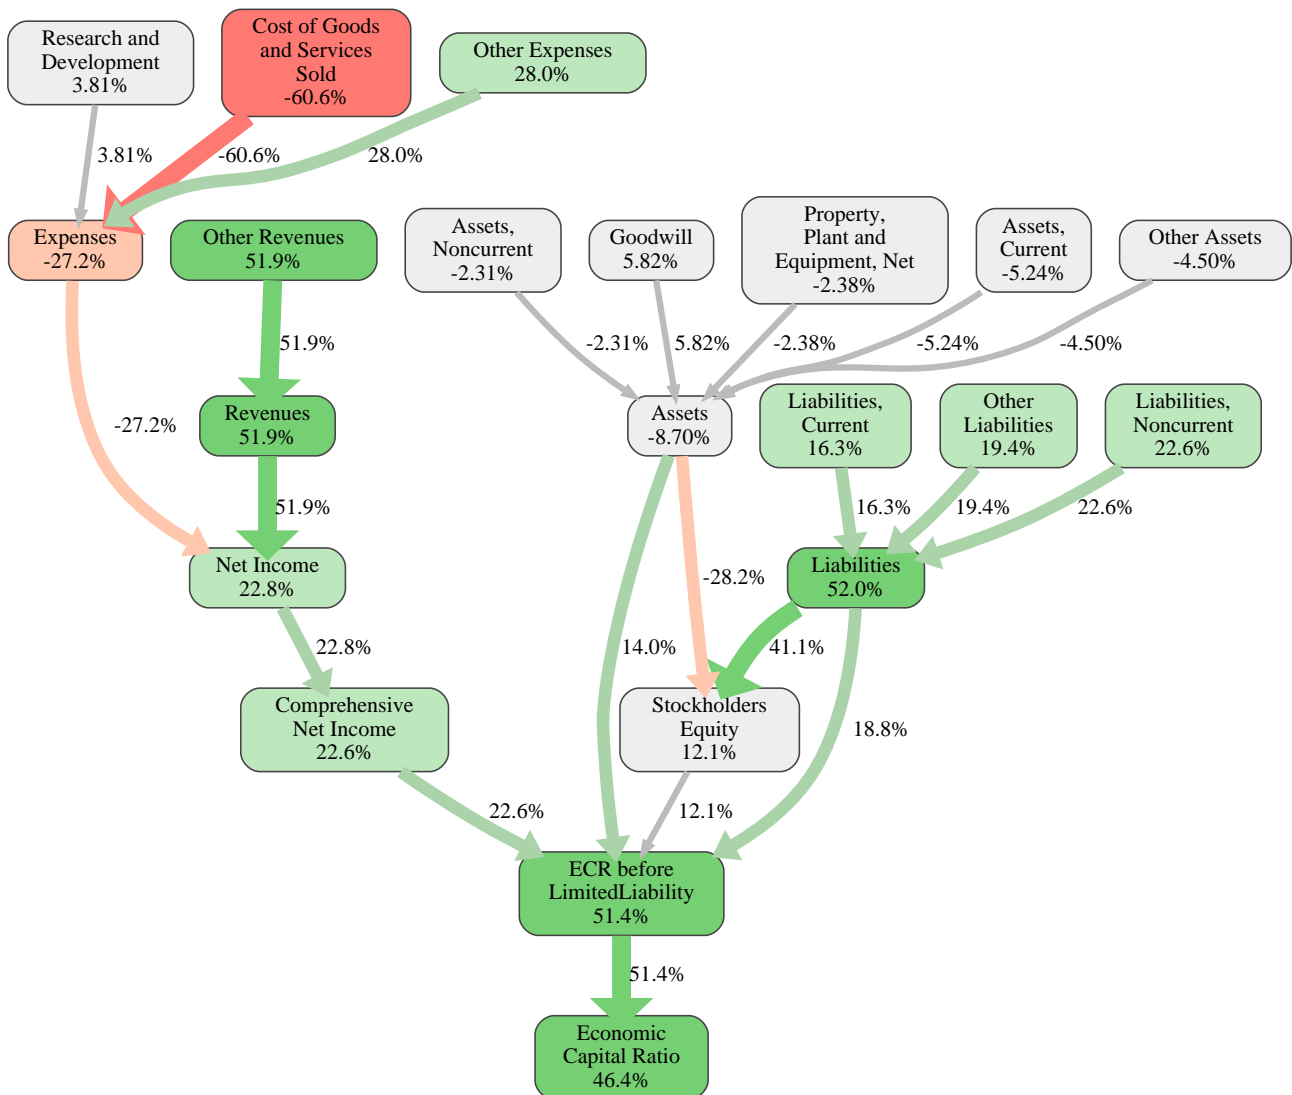 Research and
Development
3.81%
Cost of Goods
and Services
Sold
-60.6%
Other Expenses
28.0%
3.81%
-60.6%
28.0%
Expenses
-27.2%
Other Revenues
51.9%
Assets,
Noncurrent
-2.31%
Goodwill
5.82%
Property,
Plant and
Equipment, Net
-2.38%
Assets,
Current
-5.24%
Other Assets
-4.50%
51.9%
-2.31%
5.82%
-2.38%
-5.24%
-4.50%
-27.2%
Revenues
51.9%
Assets
-8.70%
Liabilities,
Current
16.3%
Other
Liabilities
19.4%
Liabilities,
Noncurrent
22.6%
51.9%
16.3%
19.4%
22.6%
Net Income
22.8%
-28.2%
Liabilities
52.0%
22.8%
14.0%
41.1%
Comprehensive
Net Income
22.6%
Stockholders
Equity
12.1%
18.8%
22.6%
12.1%
ECR before
LimitedLiability
51.4%
51.4%
Economic
Capital Ratio
46.4%